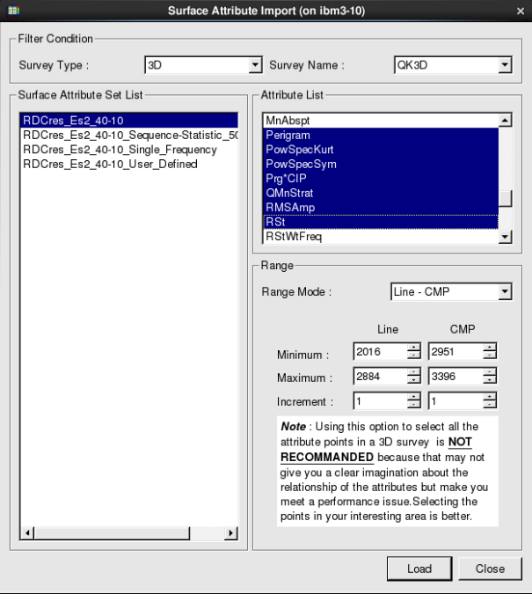 Surface Attribute Import (on ibm3-10)
Filter Condition
Survey Type :
3D
Survey Name :
QK3D
Surface Attribute Set List
RDCres_Es2_40-10
RDCres_Es2_40-10_Sequence-Statistic_50
RDCres_Es2_40-10_Single_Frequency
RDCres_Es2_40-10_User_Defined
Attribute List
MnAbspt
Perigram
PowSpecKurt
PowSpecSym
Prg*CIP
QMnStrat
RMSAmp
RSt
RStWtFreq
Range
Range Mode :
Line - CMP
Line CMP
Minimum : 2016 2951
Maximum : 2884 3396
Increment : 1 1
Note : Using this option to select all the
attribute points in a 3D survey is NOT
RECOMMANDED because that may not
give you a clear imagination about the
relationship of the attributes but make you
meet a performance issue.Selecting the
points in your interesting area is better.
Load
Close